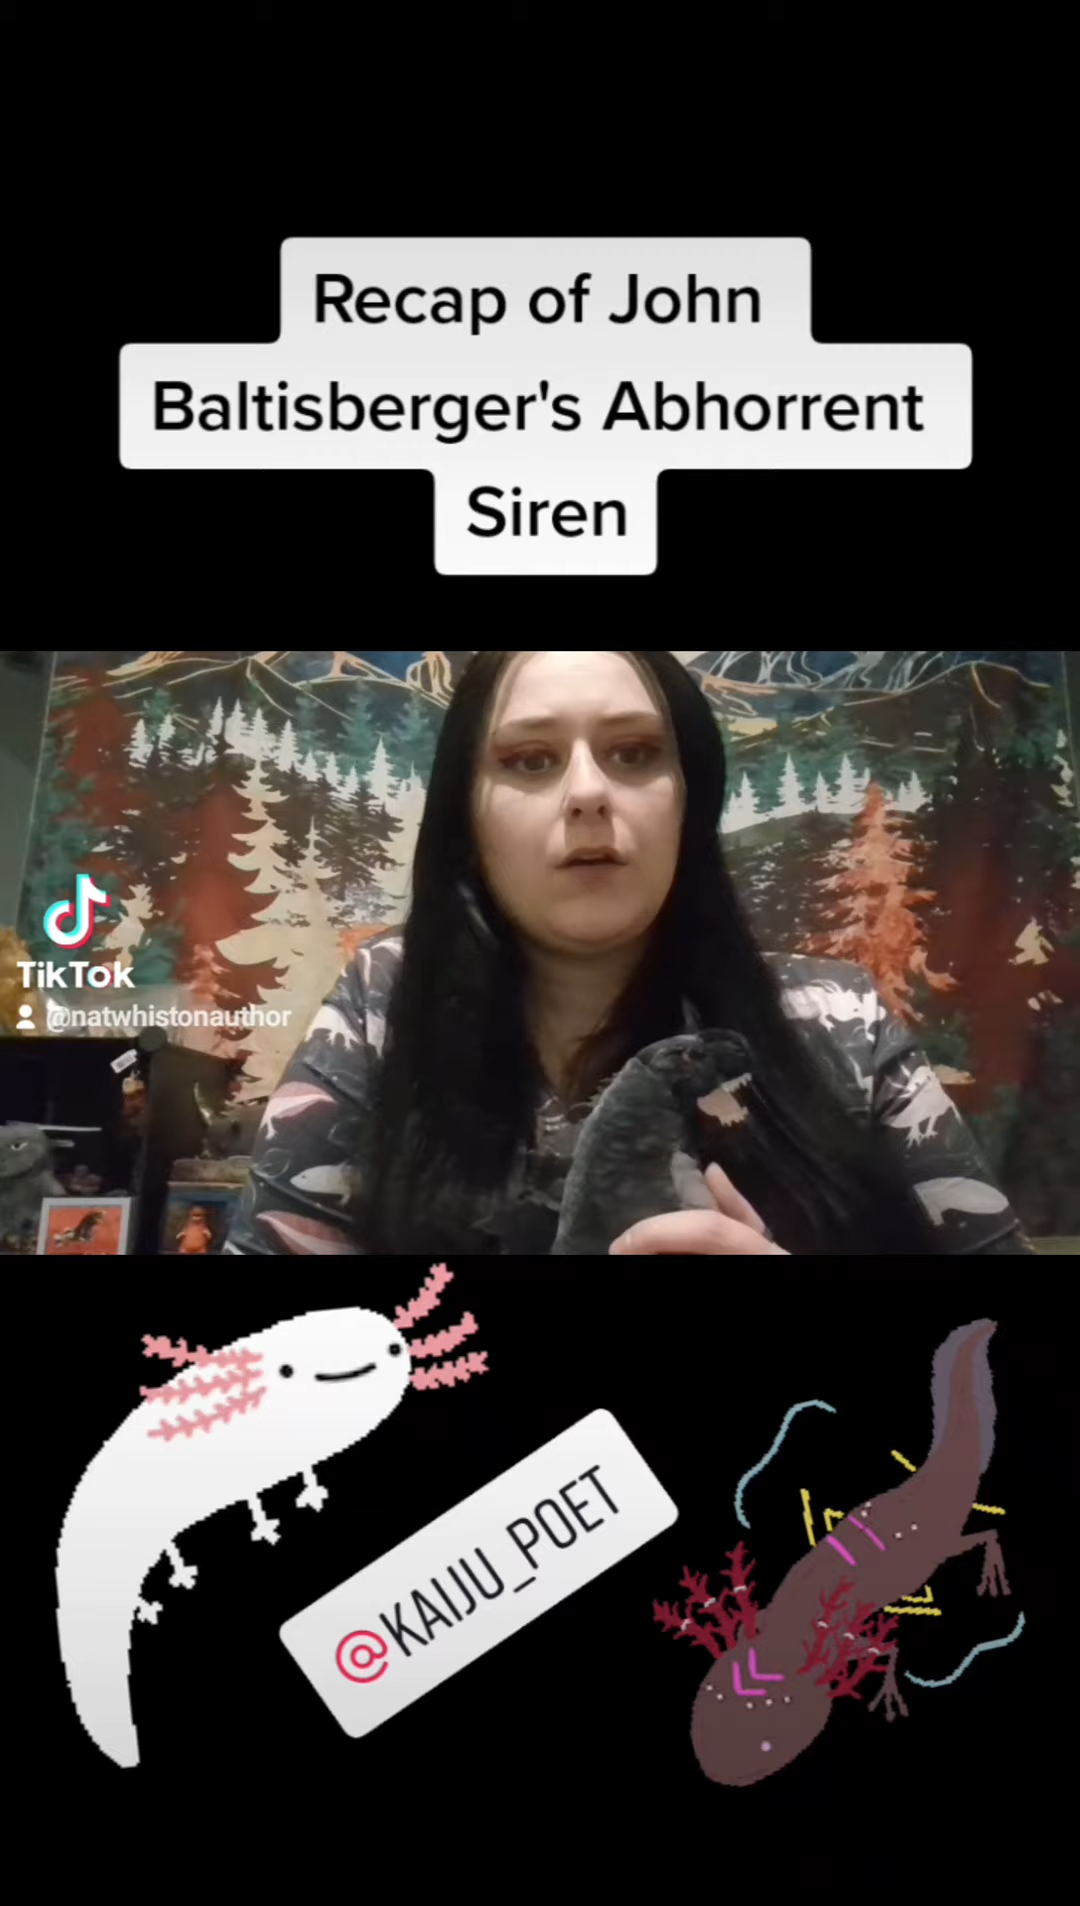 Recap of John
Baltisberger's Abhorrent
Siren
TikTok
@natwhistonauthor
@KAIJU_POET